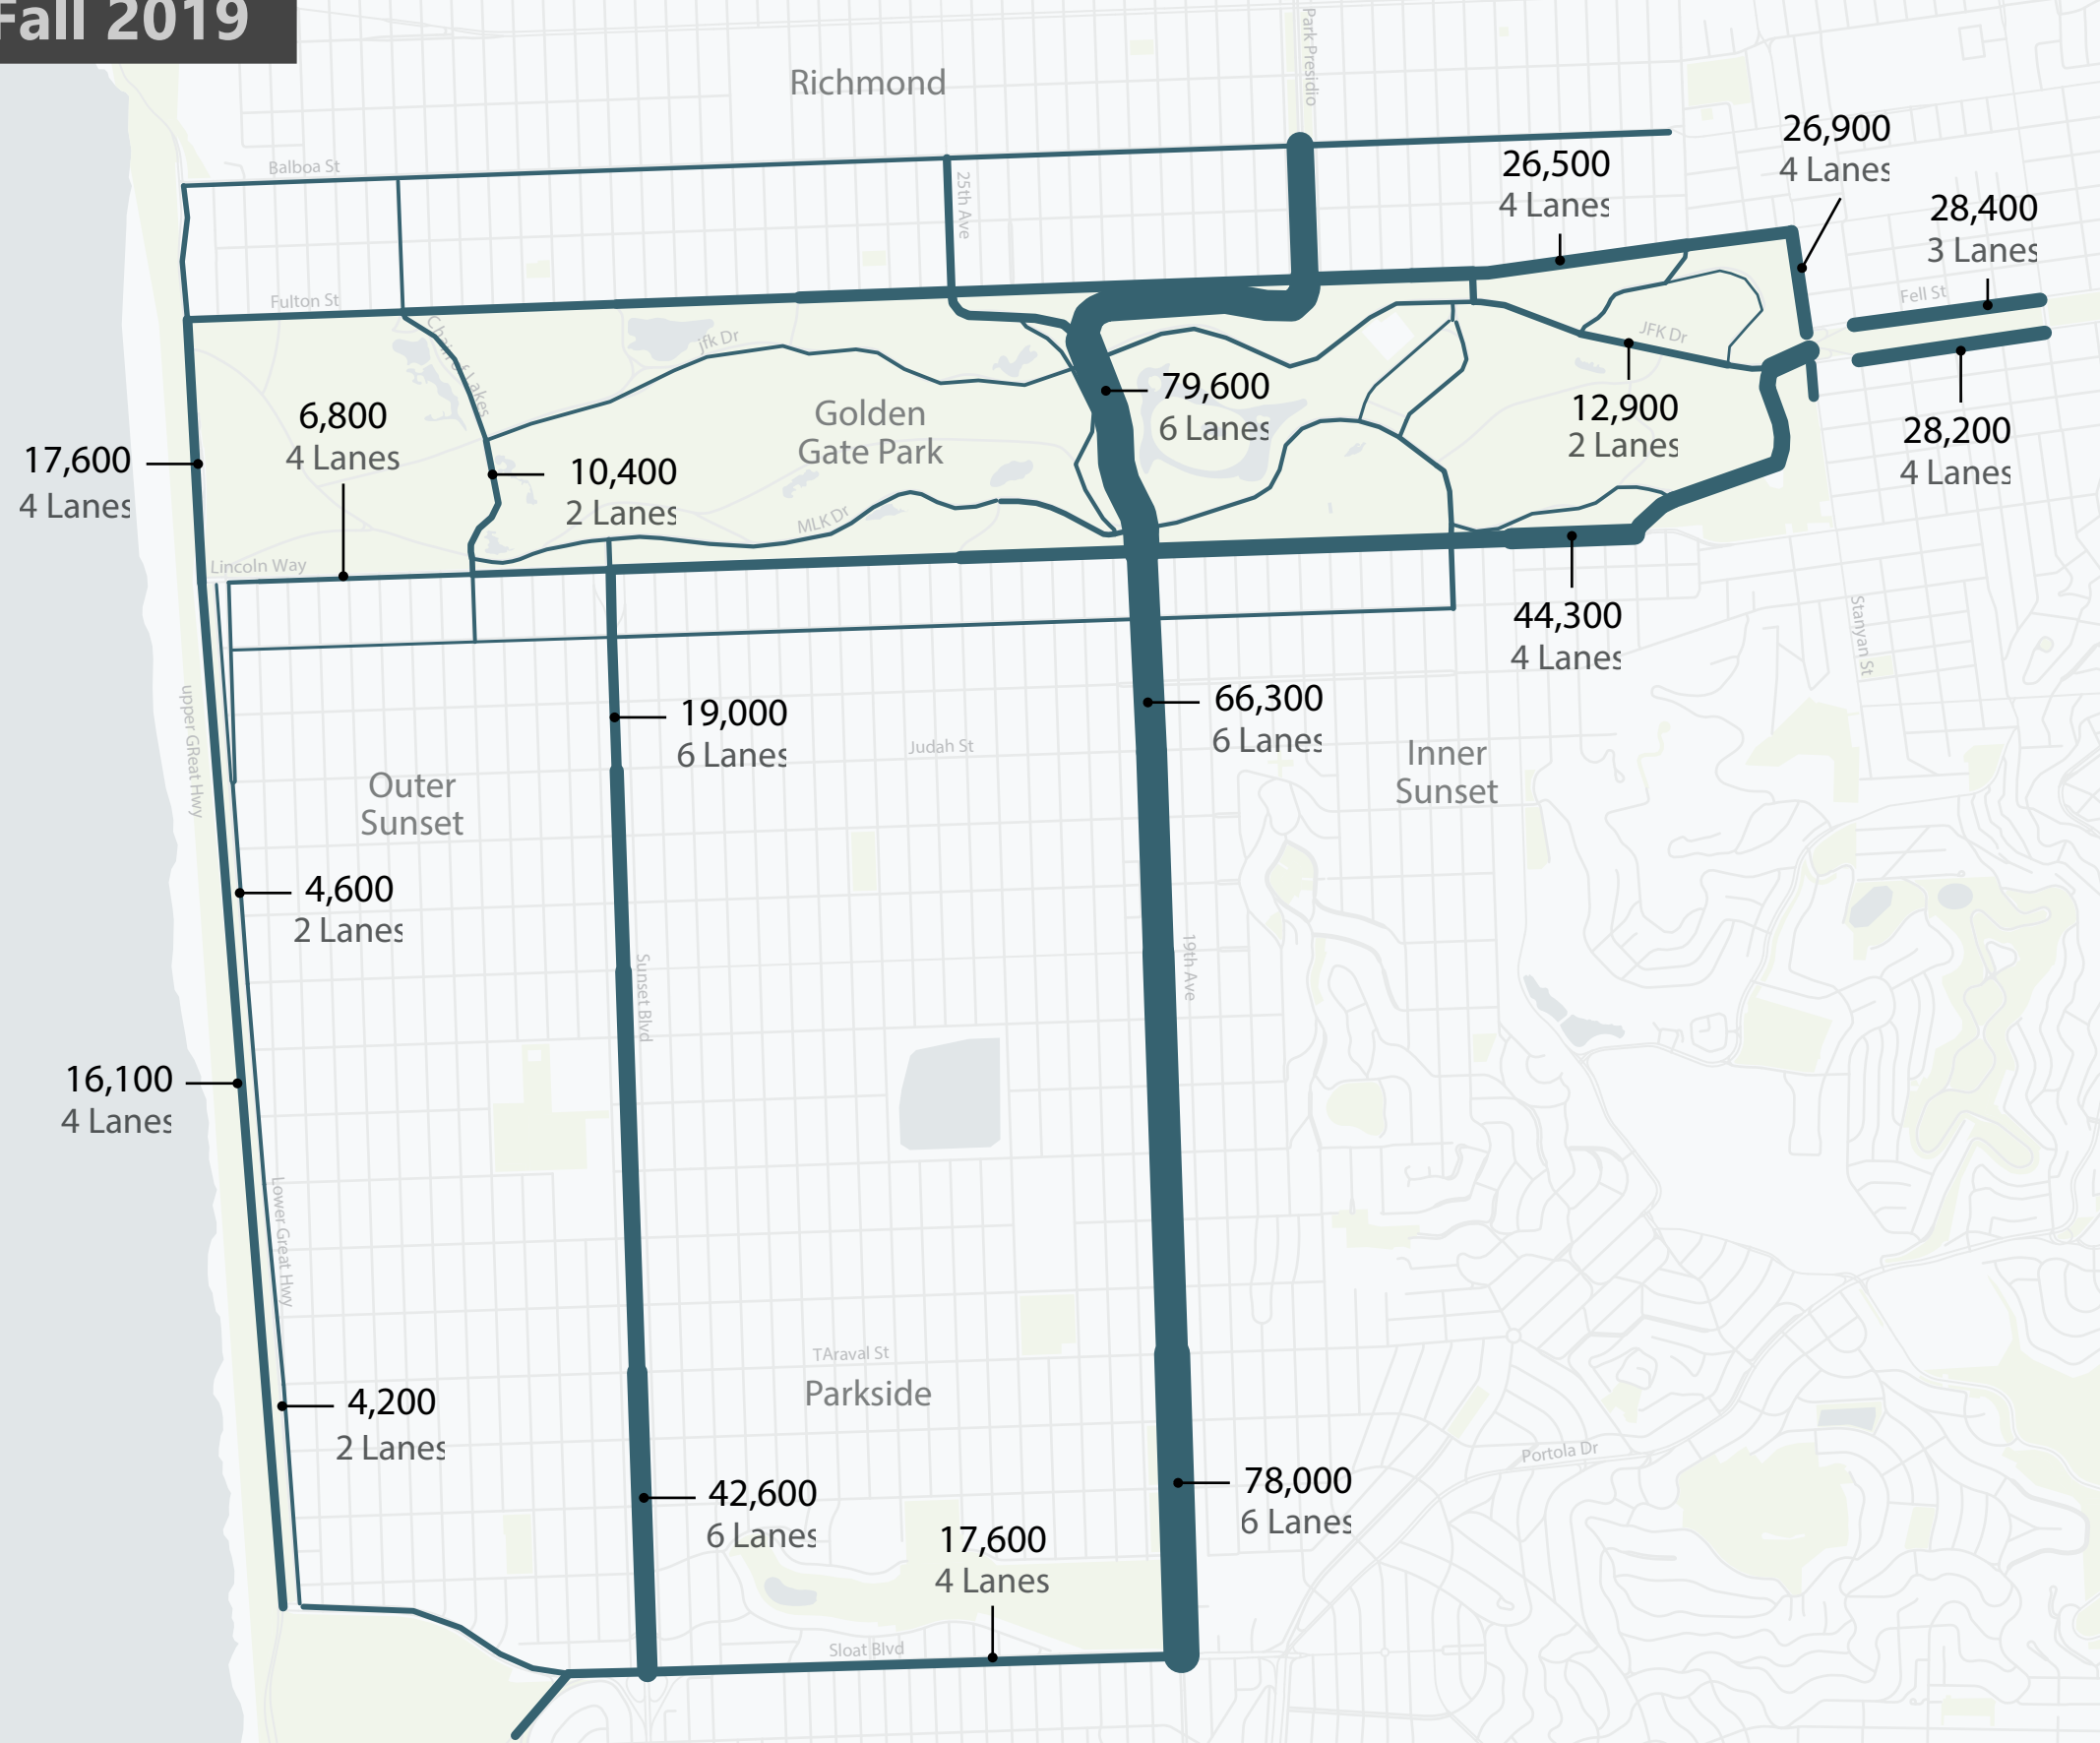 Fall 2019
Park Presidio
Richmond
26,900
4 Lanes
26,500
4 Lanes
Balboa St
25th Ave
28,400
3 Lanes
Fell St
Fulton St
Chain of Lakes
jfk Dr
JFK Dr
79,600
6 Lanes
12,900
2 Lanes
28,200
4 Lanes
Golden
Gate Park
6,800
4 Lanes
17,600
4 Lanes
10,400
2 Lanes
MLK Dr
Lincoln Way
44,300
4 Lanes
Stanyan St
upper GReat Hwy
19,000
6 Lanes
66,300
6 Lanes
Judah St
Inner
Sunset
Outer
Sunset
4,600
2 Lanes
Sunset Blvd
19th Ave
16,100
4 Lanes
Lower Great Hwy
TAraval St
Parkside
4,200
2 Lanes
Portola Dr
42,600
6 Lanes
78,000
6 Lanes
17,600
4 Lanes
Sloat Blvd